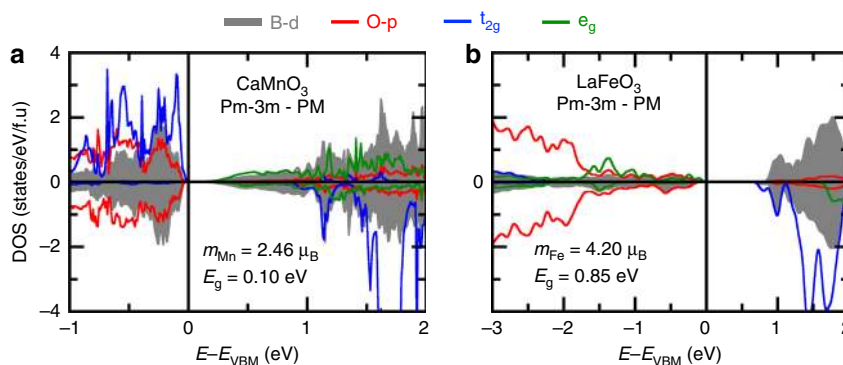 B-d O-p t2g eg
a b
DOS (states/eV/f.u)
4
2
0
−2
−4
CaMnO3
Pm-3m - PM
mMn = 2.46 μB
Eg = 0.10 eV
−1 0 1 2
E–EVBM (eV)
LaFeO3
Pm-3m - PM
mFe = 4.20 μB
Eg = 0.85 eV
−3 −2 −1 0 1 2
E–EVBM (eV)